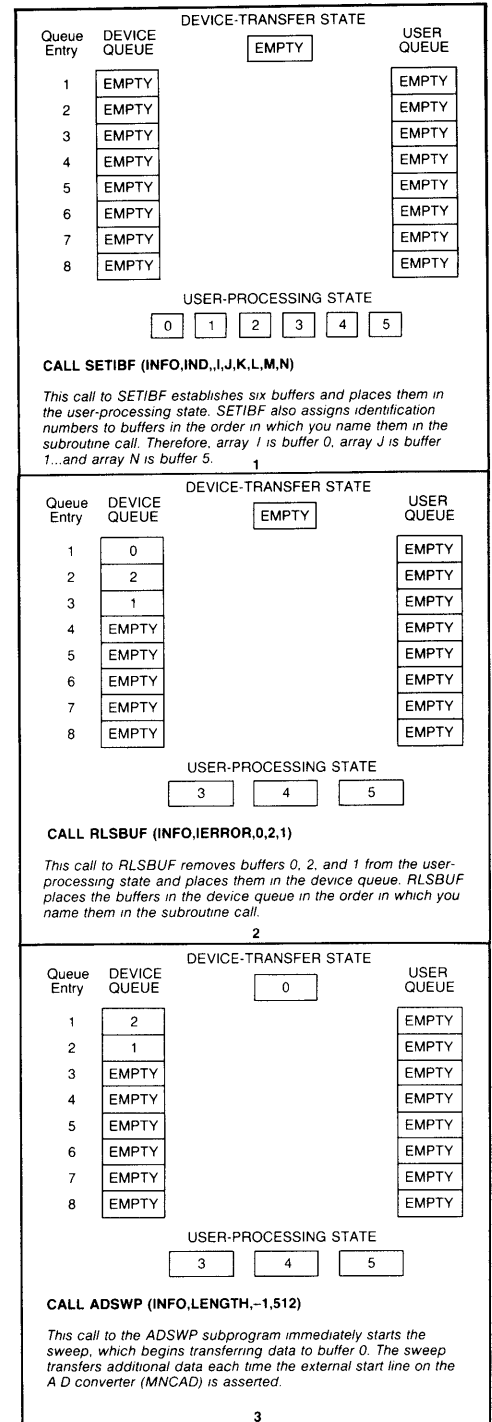 DEVICE-TRANSFER STATE
Queue Entry DEVICE QUEUE EMPTY USER QUEUE
1 EMPTY EMPTY
2 EMPTY EMPTY
3 EMPTY EMPTY
4 EMPTY EMPTY
5 EMPTY EMPTY
6 EMPTY EMPTY
7 EMPTY EMPTY
8 EMPTY EMPTY
USER-PROCESSING STATE
0 1 2 3 4 5
CALL SETIBF (INFO,IND,,I,J,K,L,M,N)
This call to SETIBF establishes six buffers and places them in
the user-processing state. SETIBF also assigns identification
numbers to buffers in the order in which you name them in the
subroutine call. Therefore, array I is buffer 0, array J is buffer
1...and array N is buffer 5.
1
DEVICE-TRANSFER STATE
Queue Entry DEVICE QUEUE EMPTY USER QUEUE
1 0 EMPTY
2 2 EMPTY
3 1 EMPTY
4 EMPTY EMPTY
5 EMPTY EMPTY
6 EMPTY EMPTY
7 EMPTY EMPTY
8 EMPTY EMPTY
USER-PROCESSING STATE
3 4 5
CALL RLSBUF (INFO,IERROR,0,2,1)
This call to RLSBUF removes buffers 0, 2, and 1 from the user-
processing state and places them in the device queue. RLSBUF
places the buffers in the device queue in the order in which you
name them in the subroutine call.
2
DEVICE-TRANSFER STATE
Queue Entry DEVICE QUEUE 0 USER QUEUE
1 2 EMPTY
2 1 EMPTY
3 EMPTY EMPTY
4 EMPTY EMPTY
5 EMPTY EMPTY
6 EMPTY EMPTY
7 EMPTY EMPTY
8 EMPTY EMPTY
USER-PROCESSING STATE
3 4 5
CALL ADSWP (INFO,LENGTH,–1,512)
This call to the ADSWP subprogram immediately starts the
sweep, which begins transferring data to buffer 0. The sweep
transfers additional data each time the external start line on the
A D converter (MNCAD) is asserted.
3